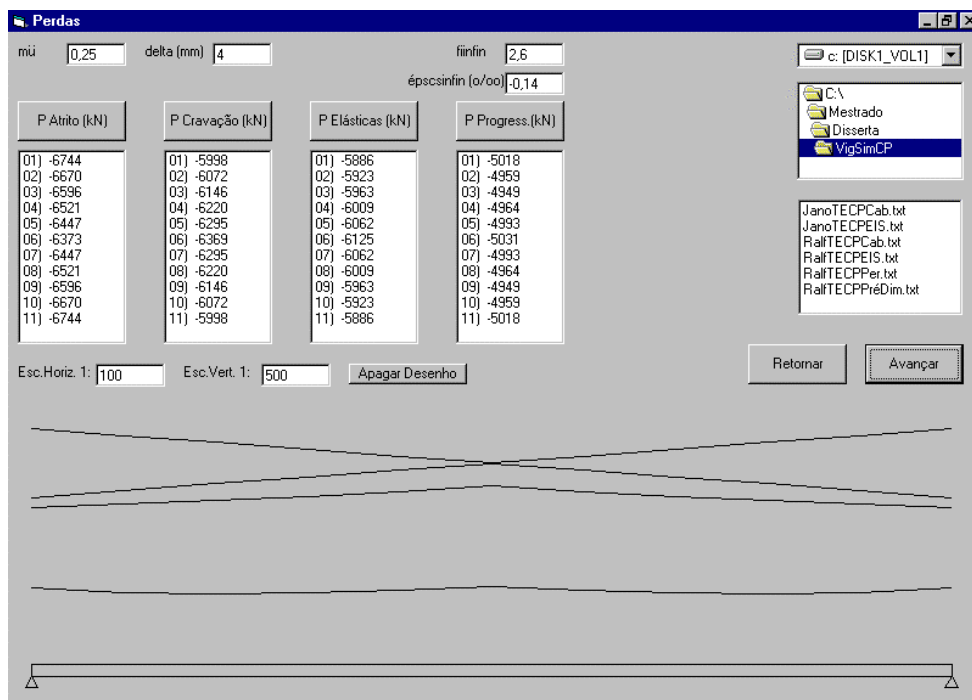 Perdas
mü 0,25 delta (mm) 4 fiinfin 2,6
épscsinfin (o/oo) -0,14
c: [DISK1_VOL1]
C:\
Mestrado
Disserta
VigSimCP
P Atrito (kN) P Cravação (kN) P Elásticas (kN) P Progress.(kN)
01) -6744
02) -6670
03) -6596
04) -6521
05) -6447
06) -6373
07) -6447
08) -6521
09) -6596
10) -6670
11) -6744
01) -5998
02) -6072
03) -6146
04) -6220
05) -6295
06) -6369
07) -6295
08) -6220
09) -6146
10) -6072
11) -5998
01) -5886
02) -5923
03) -5963
04) -6009
05) -6062
06) -6125
07) -6062
08) -6009
09) -5963
10) -5923
11) -5886
01) -5018
02) -4959
03) -4949
04) -4964
05) -4993
06) -5031
07) -4993
08) -4964
09) -4949
10) -4959
11) -5018
JanoTECPCab.txt
JanoTECPEIS.txt
RalfTECPCab.txt
RalfTECPEIS.txt
RalfTECPPer.txt
RalfTECPPréDim.txt
Retornar Avançar
Esc.Horiz. 1: 100 Esc.Vert. 1: 500 Apagar Desenho